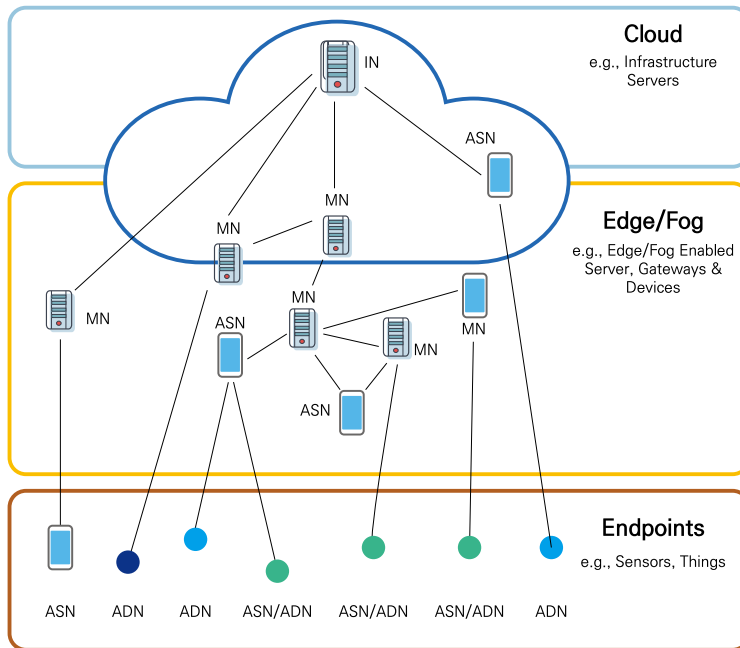 Cloud
e.g., Infrastructure
Servers
IN
ASN
MN
MN
Edge/Fog
e.g., Edge/Fog Enabled
Server, Gateways &
Devices
MN
MN
ASN
MN
MN
ASN
Endpoints
e.g., Sensors, Things
ASN
ADN
ADN
ASN/ADN
ASN/ADN
ASN/ADN
ADN